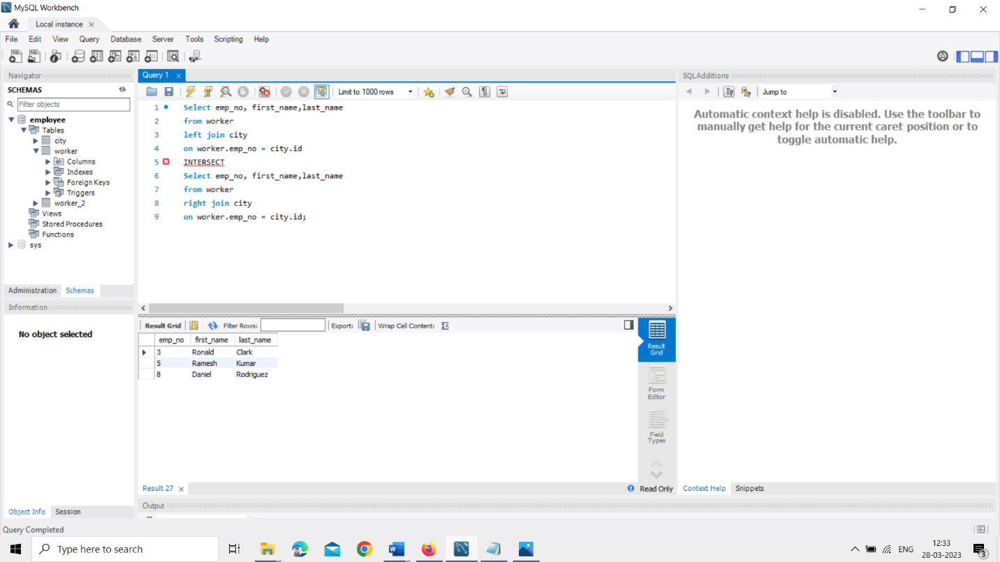 MySQL Workbench
Local instance
File Edit View Query Database Server Tools Scripting Help
Navigator
SCHEMAS
Filter objects
employee
Tables
city
worker
Columns
Indexes
Foreign Keys
Triggers
worker_2
Views
Stored Procedures
Functions
sys
Administration Schemas
Information
No object selected
Object Info Session
Query 1
Limit to 1000 rows
1 Select emp_no, first_name,last_name
2 from worker
3 left join city
4 on worker.emp_no = city.id
5 INTERSECT
6 Select emp_no, first_name,last_name
7 from worker
8 right join city
9 on worker.emp_no = city.id;
Result Grid Filter Rows: Export: Wrap Cell Content:
emp_no first_name last_name
3 Ronald Clark
5 Ramesh Kumar
8 Daniel Rodriguez
Result Grid
Form Editor
Field Types
Result 27 Read Only
Output
SQLAdditions
Jump to
Automatic context help is disabled. Use the toolbar to
manually get help for the current caret position or to
toggle automatic help.
Context Help Snippets
Query Completed
Type here to search
ENG
12:33
28-03-2023
3